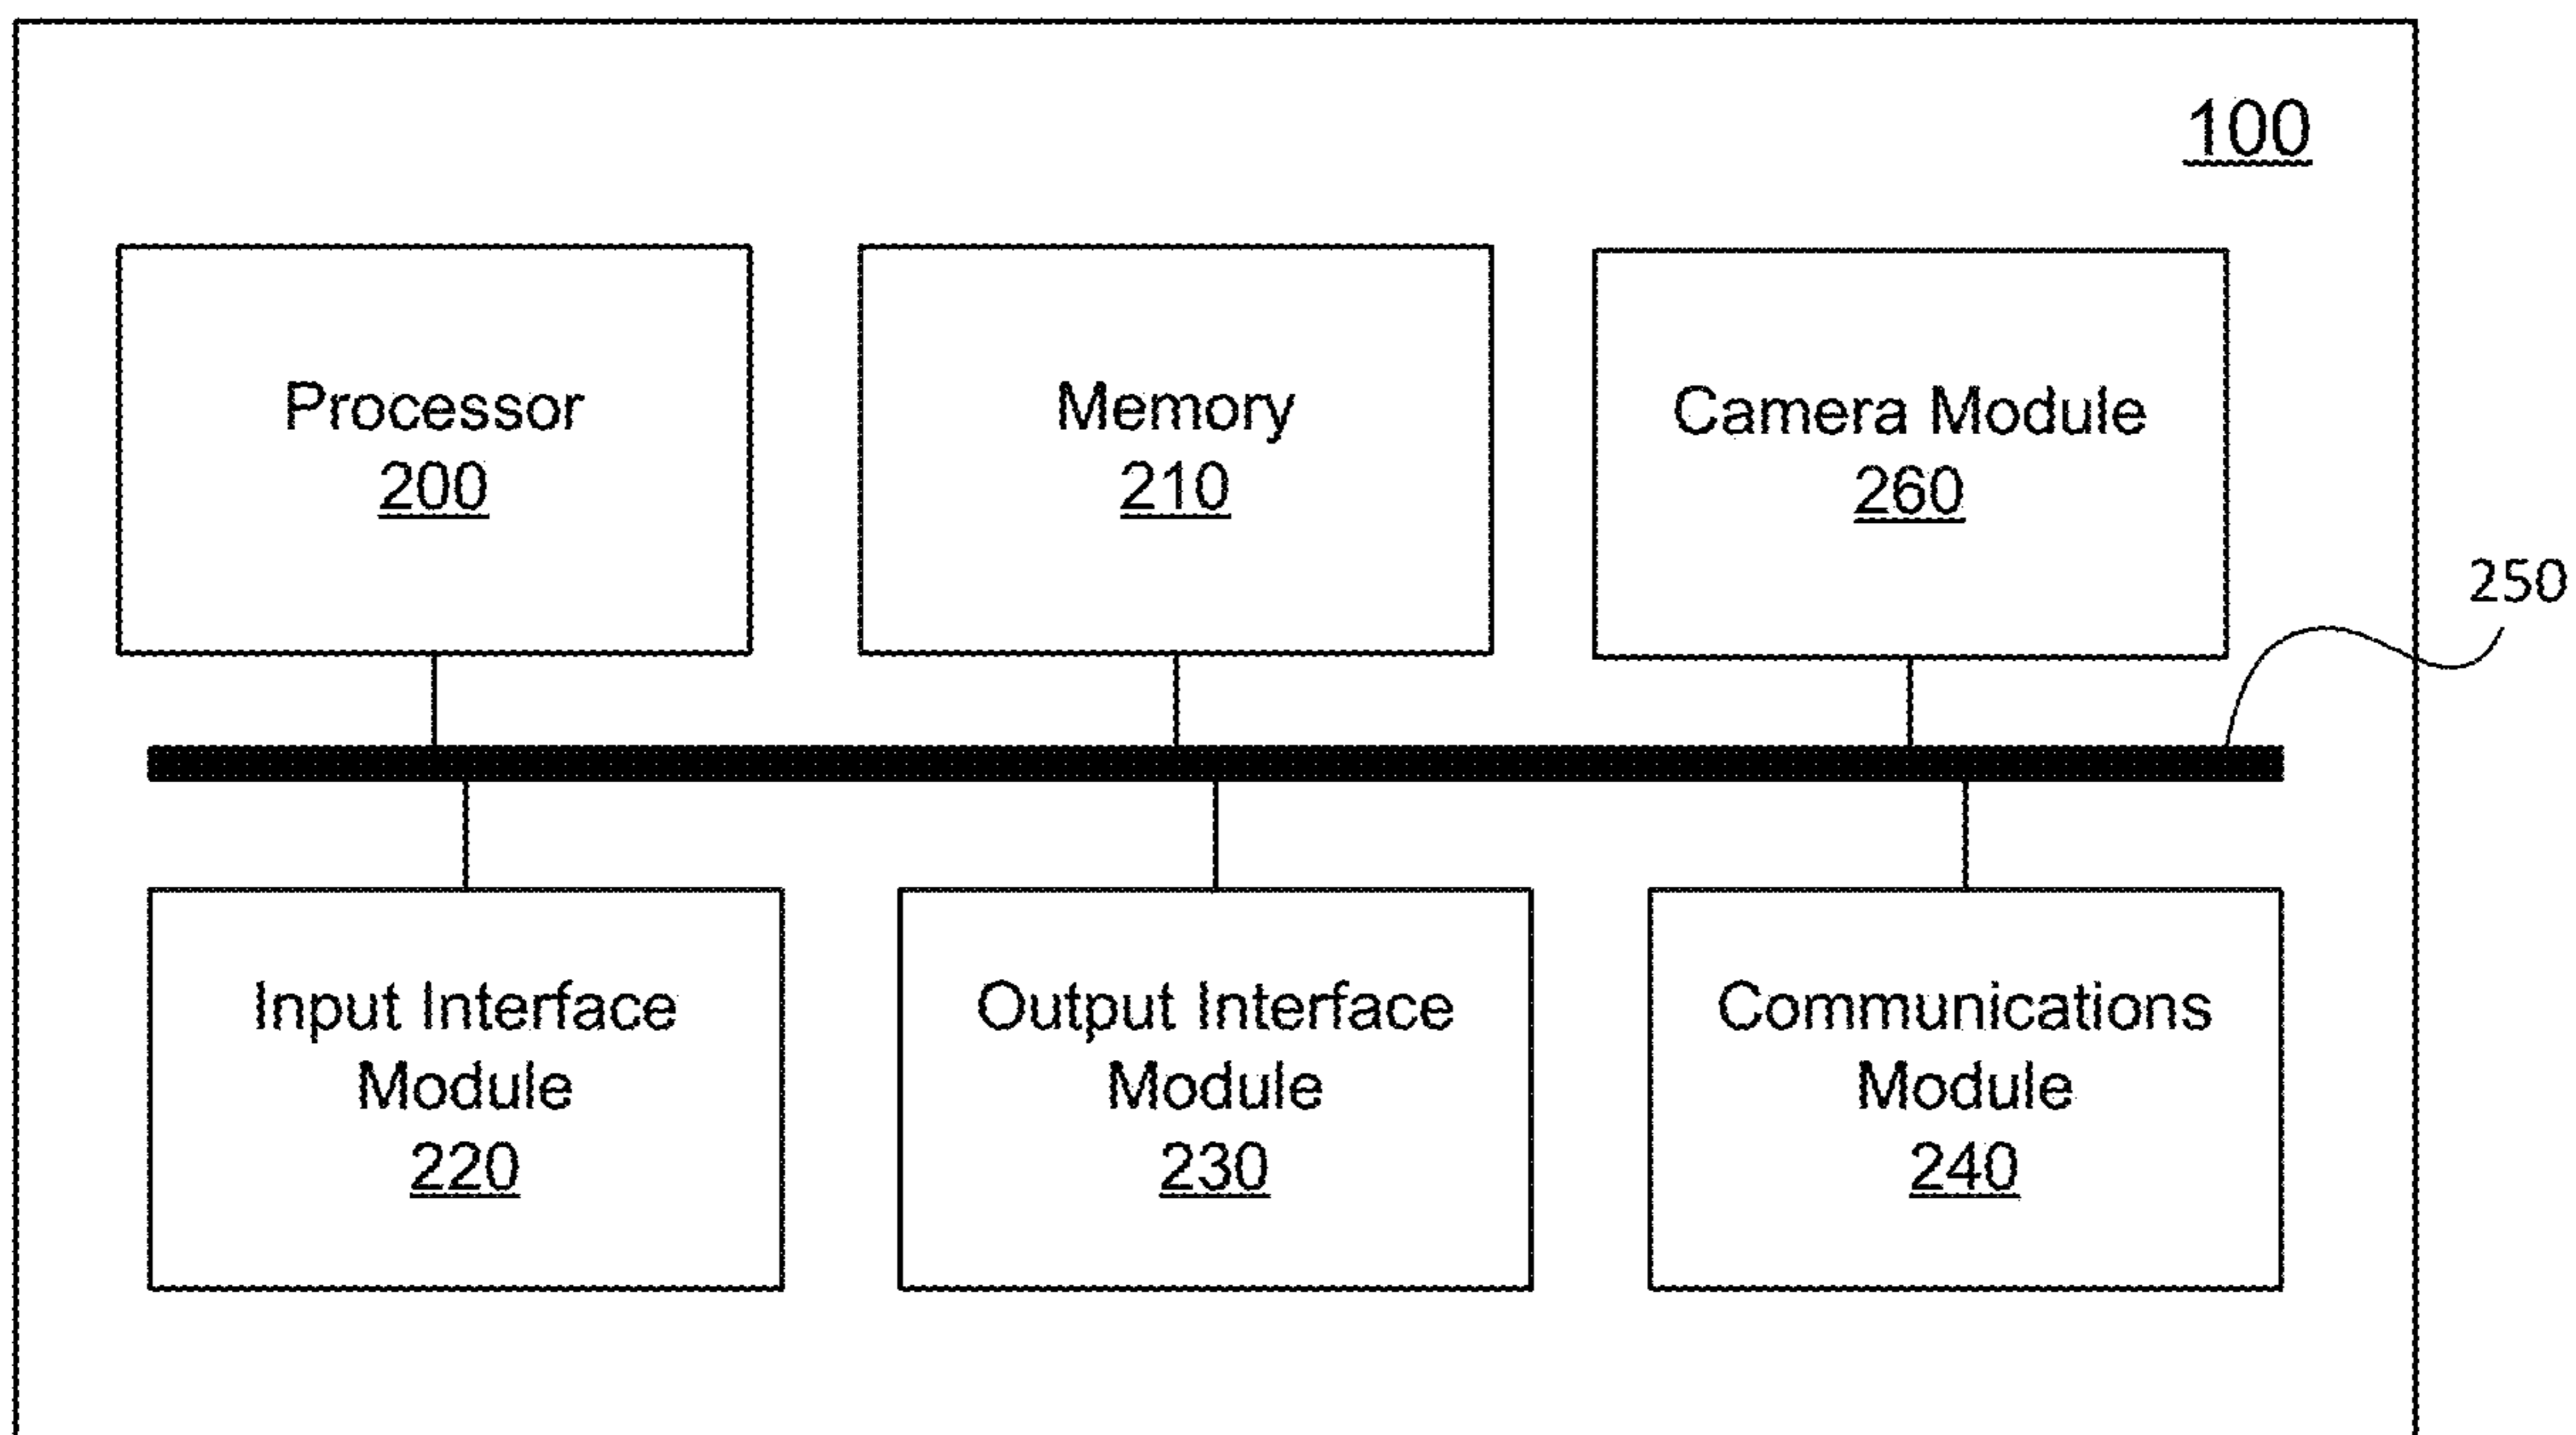 100
Processor
200
Memory
210
Camera Module
260
250
Input Interface
Module
220
Output Interface
Module
230
Communications
Module
240